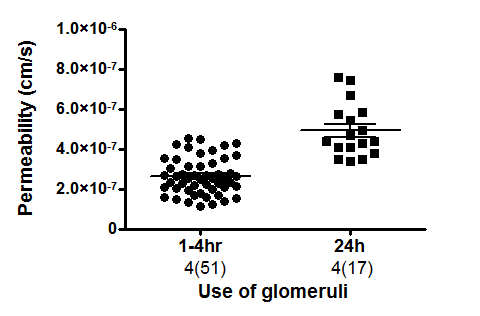 1.0×10⁻⁶
8.0×10⁻⁷
6.0×10⁻⁷
4.0×10⁻⁷
2.0×10⁻⁷
0
Permeability (cm/s)
1-4hr 24h
4(51) 4(17)
Use of glomeruli